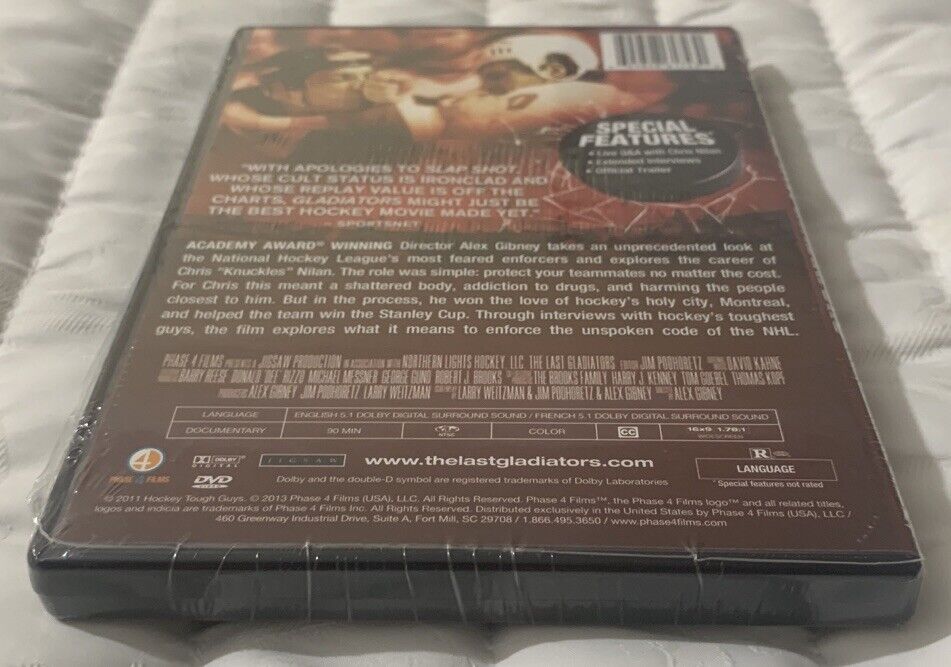 SPECIAL
FEATURES*
• Live Q&A with Chris Nilan
• Extended Interviews
• Official Trailer
"WITH APOLOGIES TO SLAP SHOT,
WHOSE CULT STATUS IS IRONCLAD AND
WHOSE REPLAY VALUE IS OFF THE
CHARTS, GLADIATORS MIGHT JUST BE
THE BEST HOCKEY MOVIE MADE YET."
SPORTSNET
ACADEMY AWARD® WINNING Director Alex Gibney takes an unprecedented look at
the National Hockey League's most feared enforcers and explores the career of
Chris "Knuckles" Nilan. The role was simple: protect your teammates no matter the cost.
For Chris this meant a shattered body, addiction to drugs, and harming the people
closest to him. But in the process, he won the love of hockey's holy city, Montreal,
and helped the team win the Stanley Cup. Through interviews with hockey's toughest
guys, the film explores what it means to enforce the unspoken code of the NHL.
PHASE 4 FILMS PRESENTS A JIGSAW PRODUCTION IN ASSOCIATION WITH NORTHERN LIGHTS HOCKEY LLC THE LAST GLADIATORS EDITOR JIM PODHORETZ DAVID KAHNE
BARRY REESE DONALD "DEE" RIZZO MICHAEL MESSNER GEORGE GUND ROBERT J. BROOKS THE BROOKS FAMILY HARRY J. KENNEY TOM GOEBEL THOMAS KOPF
PRODUCED BY ALEX GIBNEY JIM PODHORETZ LARRY WEITZMAN LARRY WEITZMAN & JIM PODHORETZ & ALEX GIBNEY ALEX GIBNEY
LANGUAGE ENGLISH 5.1 DOLBY DIGITAL SURROUND SOUND / FRENCH 5.1 DOLBY DIGITAL SURROUND SOUND
DOCUMENTARY 90 MIN NTSC COLOR CC 16x9 1.78:1
WIDESCREEN
4 PHASE 4 FILMS DOLBY DIGITAL DVD VIDEO JIGSAW www.thelastgladiators.com R
LANGUAGE
*Special features not rated
Dolby and the double-D symbol are registered trademarks of Dolby Laboratories
© 2011 Hockey Tough Guys. © 2013 Phase 4 Films (USA), LLC. All Rights Reserved. Phase 4 Films™, the Phase 4 Films logo™ and all related titles,
logos and indicia are trademarks of Phase 4 Films Inc. All Rights Reserved. Distributed exclusively in the United States by Phase 4 Films (USA), LLC /
460 Greenway Industrial Drive, Suite A, Fort Mill, SC 29708 / 1.866.495.3650 / www.phase4films.com